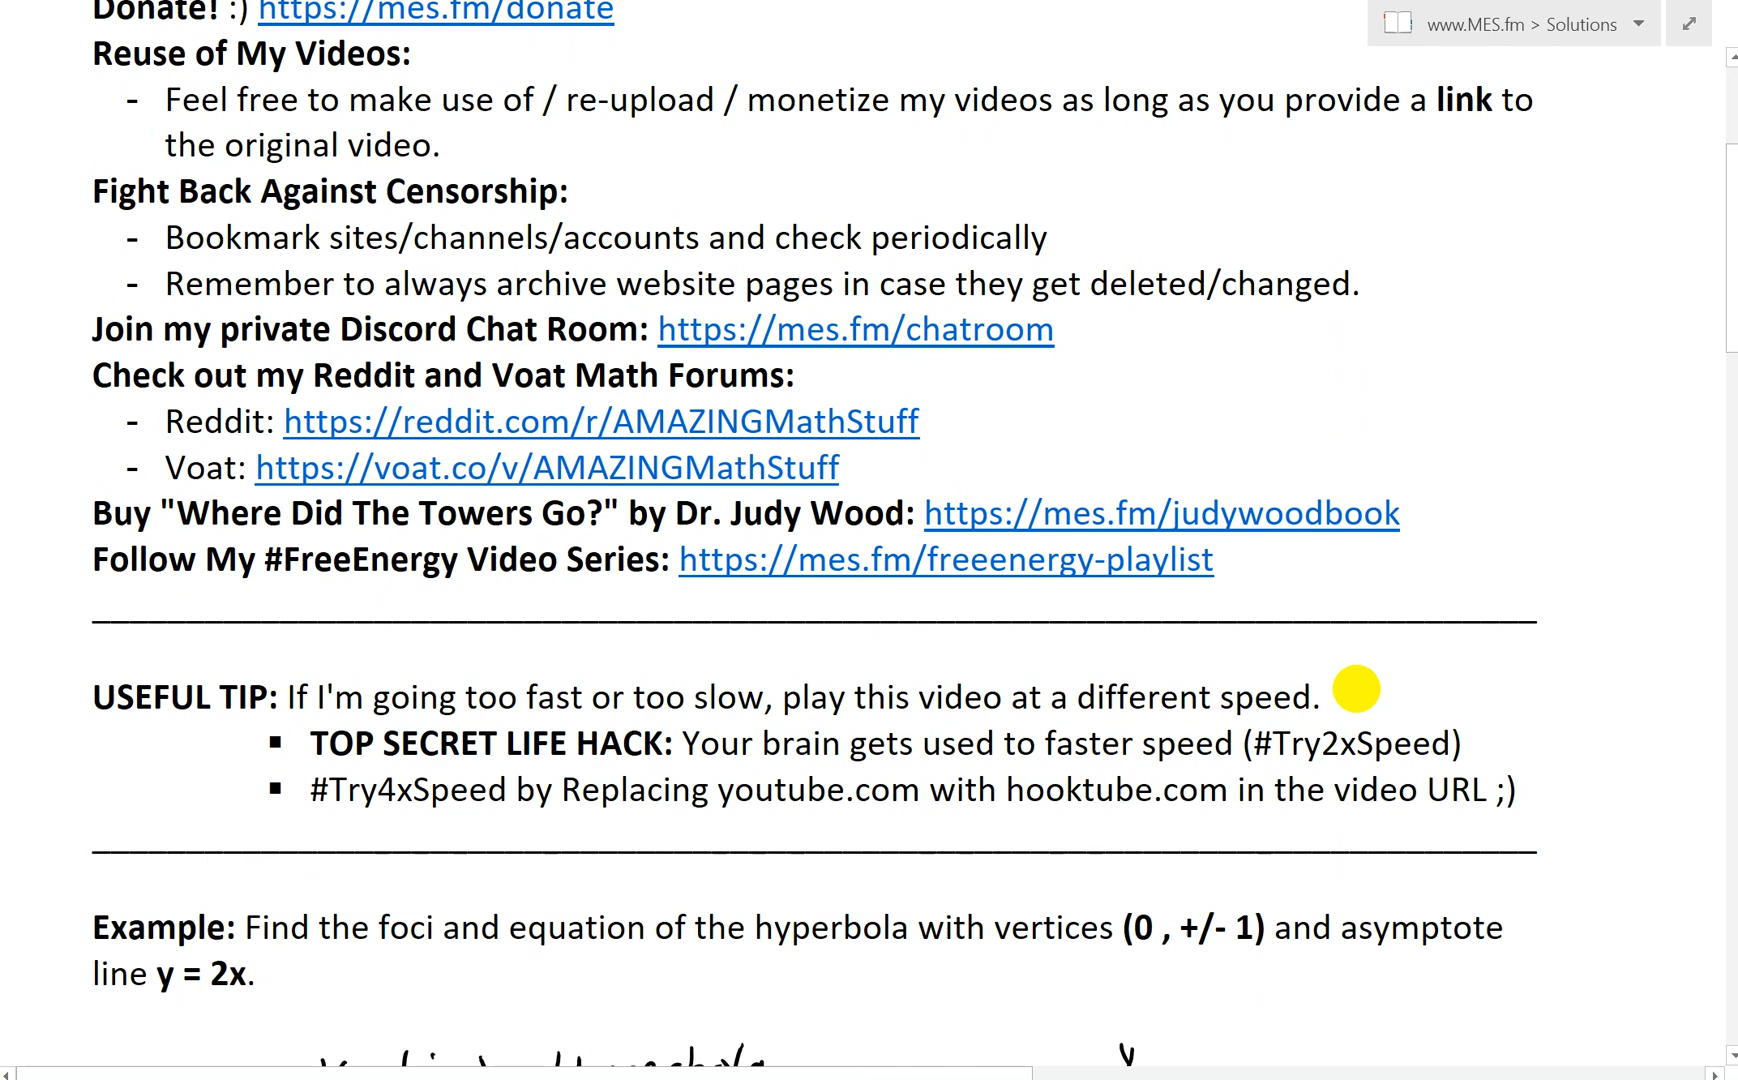 Donate! :) https://mes.fm/donate
www.MES.fm > Solutions
Reuse of My Videos:
- Feel free to make use of / re-upload / monetize my videos as long as you provide a link to
the original video.
Fight Back Against Censorship:
- Bookmark sites/channels/accounts and check periodically
- Remember to always archive website pages in case they get deleted/changed.
Join my private Discord Chat Room: https://mes.fm/chatroom
Check out my Reddit and Voat Math Forums:
- Reddit: https://reddit.com/r/AMAZINGMathStuff
- Voat: https://voat.co/v/AMAZINGMathStuff
Buy "Where Did The Towers Go?" by Dr. Judy Wood: https://mes.fm/judywoodbook
Follow My #FreeEnergy Video Series: https://mes.fm/freeenergy-playlist
USEFUL TIP: If I'm going too fast or too slow, play this video at a different speed.
▪ TOP SECRET LIFE HACK: Your brain gets used to faster speed (#Try2xSpeed)
▪ #Try4xSpeed by Replacing youtube.com with hooktube.com in the video URL ;)
Example: Find the foci and equation of the hyperbola with vertices (0 , +/- 1) and asymptote
line y = 2x.
y